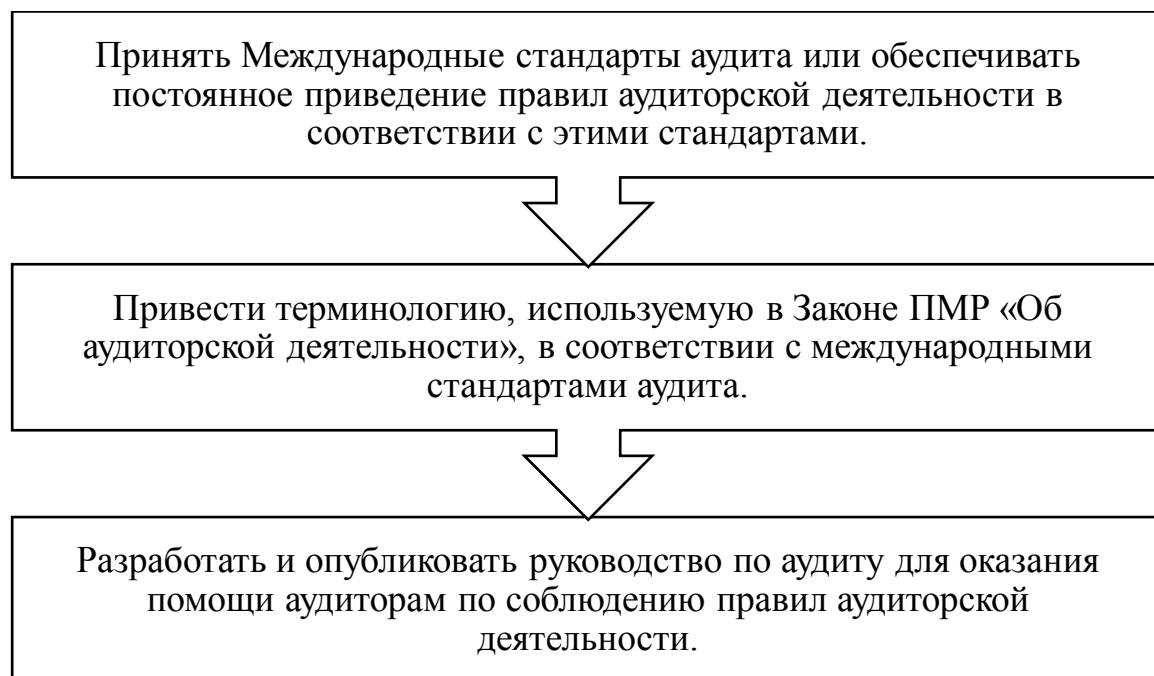 Принять Международные стандарты аудита или обеспечивать
постоянное приведение правил аудиторской деятельности в
соответствии с этими стандартами.
Привести терминологию, используемую в Законе ПМР «Об
аудиторской деятельности», в соответствии с международными
стандартами аудита.
Разработать и опубликовать руководство по аудиту для оказания
помощи аудиторам по соблюдению правил аудиторской
деятельности.